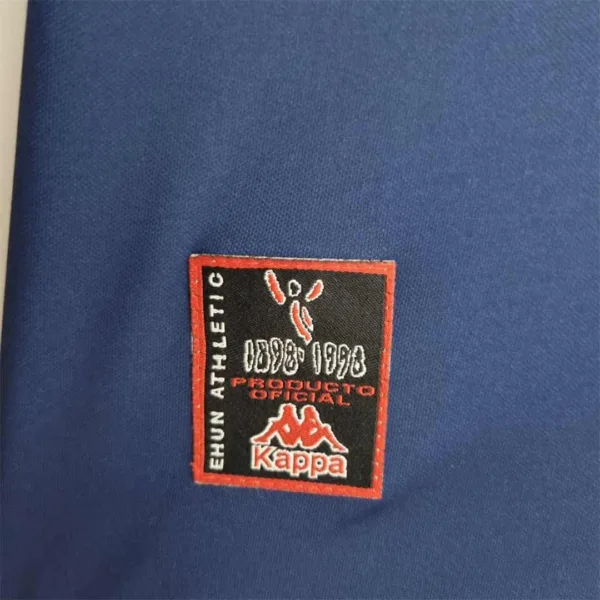 EHUN ATHLETIC
1898-1998
PRODUCTO
OFICIAL
Kappa